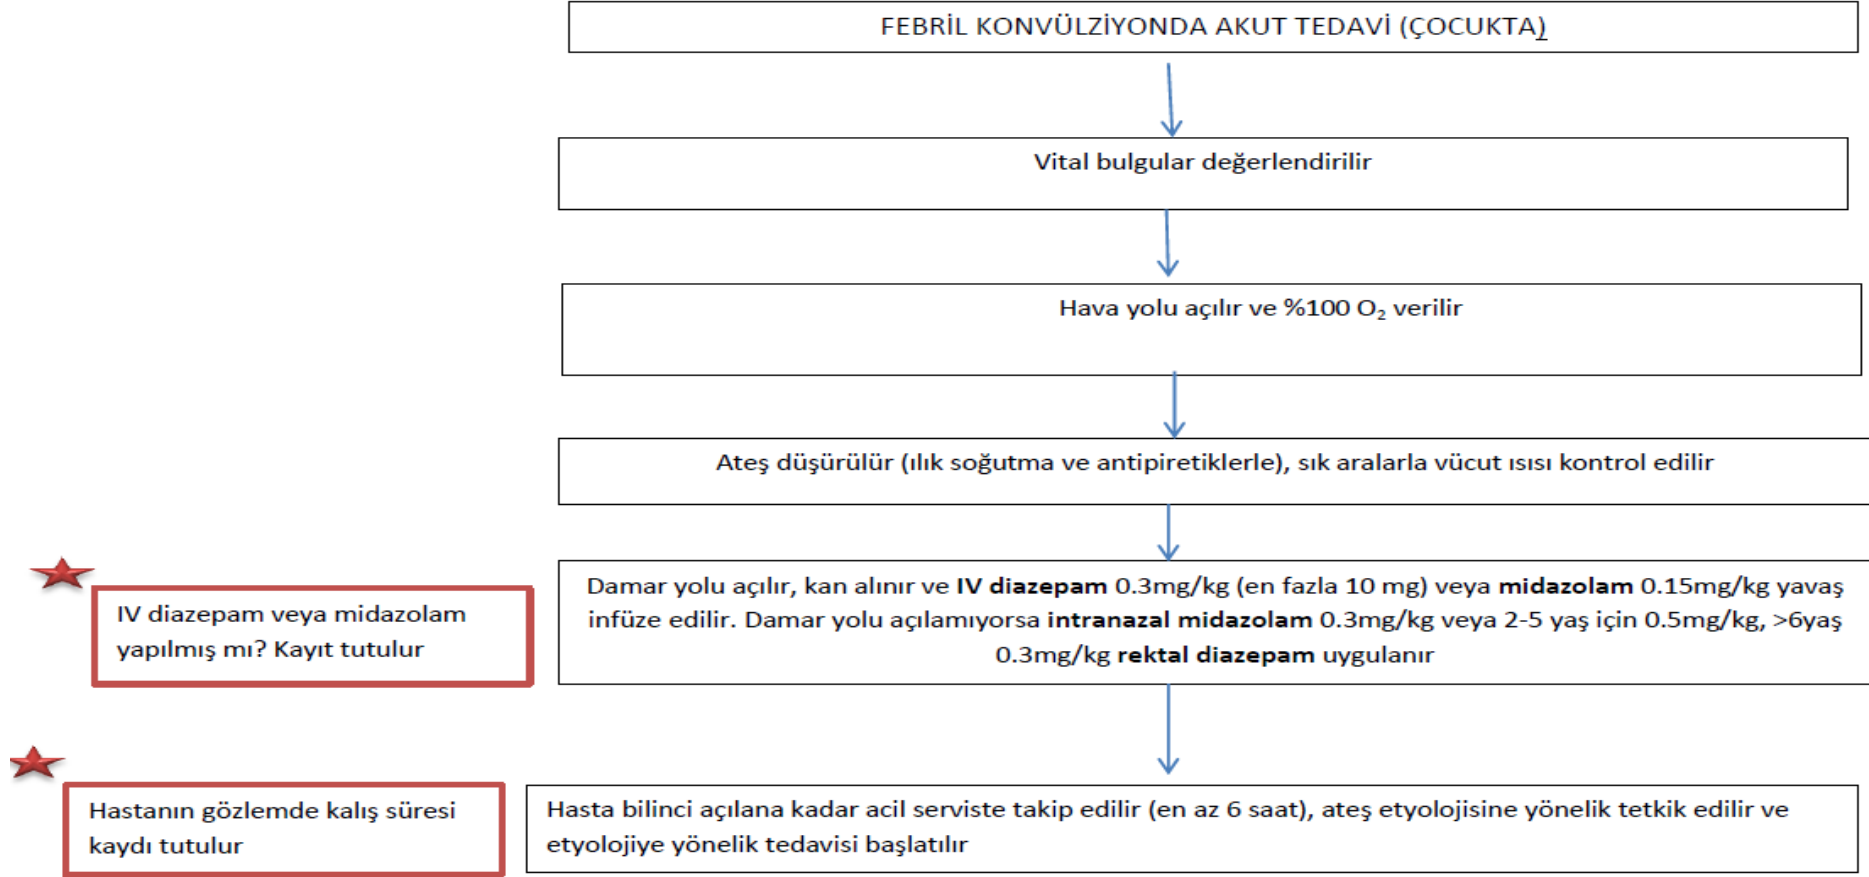 FEBRİL KONVÜLZİYONDA AKUT TEDAVİ (ÇOCUKTA)
Vital bulgular değerlendirilir
Hava yolu açılır ve %100 O₂ verilir
Ateş düşürülür (ılık soğutma ve antipiretiklerle), sık aralarla vücut ısısı kontrol edilir
IV diazepam veya midazolam
yapılmış mı? Kayıt tutulur
Damar yolu açılır, kan alınır ve IV diazepam 0.3mg/kg (en fazla 10 mg) veya midazolam 0.15mg/kg yavaş
infüze edilir. Damar yolu açılamıyorsa intranazal midazolam 0.3mg/kg veya 2-5 yaş için 0.5mg/kg, >6yaş
0.3mg/kg rektal diazepam uygulanır
Hastanın gözlemde kalış süresi
kaydı tutulur
Hasta bilinci açılana kadar acil serviste takip edilir (en az 6 saat), ateş etyolojisine yönelik tetkik edilir ve
etyolojiye yönelik tedavisi başlatılır